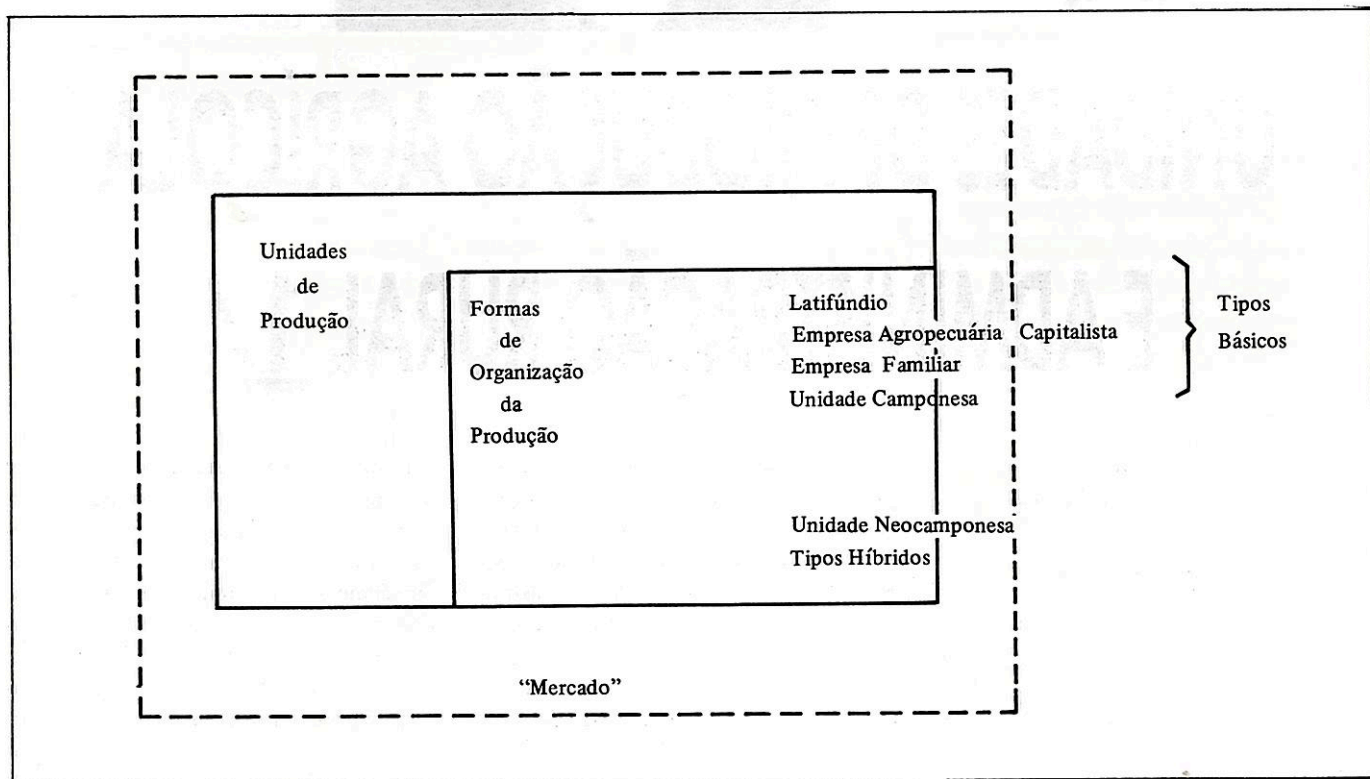 Unidades
de
Produção
Formas
de
Organização
da
Produção
Latifúndio
Empresa Agropecuária Capitalista
Empresa Familiar
Unidade Camponesa
Unidade Neocamponesa
Tipos Híbridos
Tipos
Básicos
“Mercado”